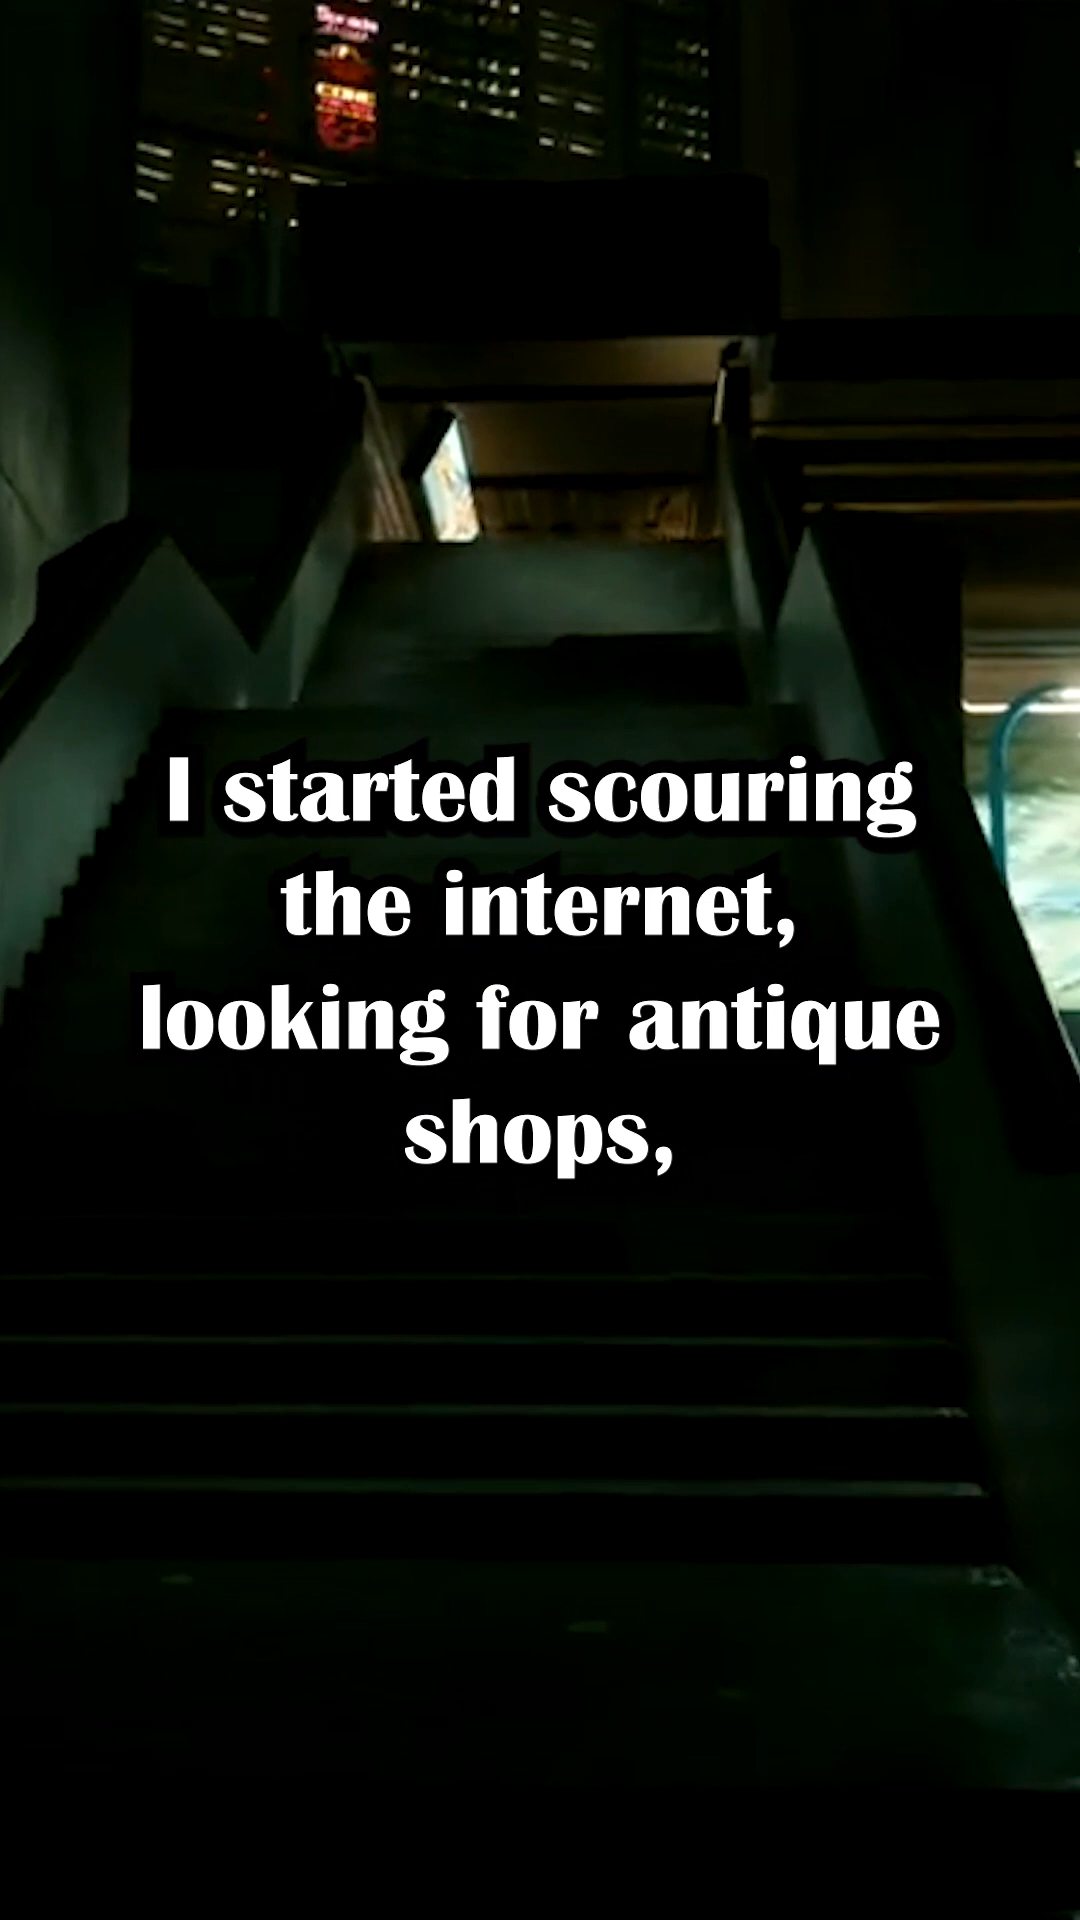 I started scouring
the internet,
looking for antique
shops,